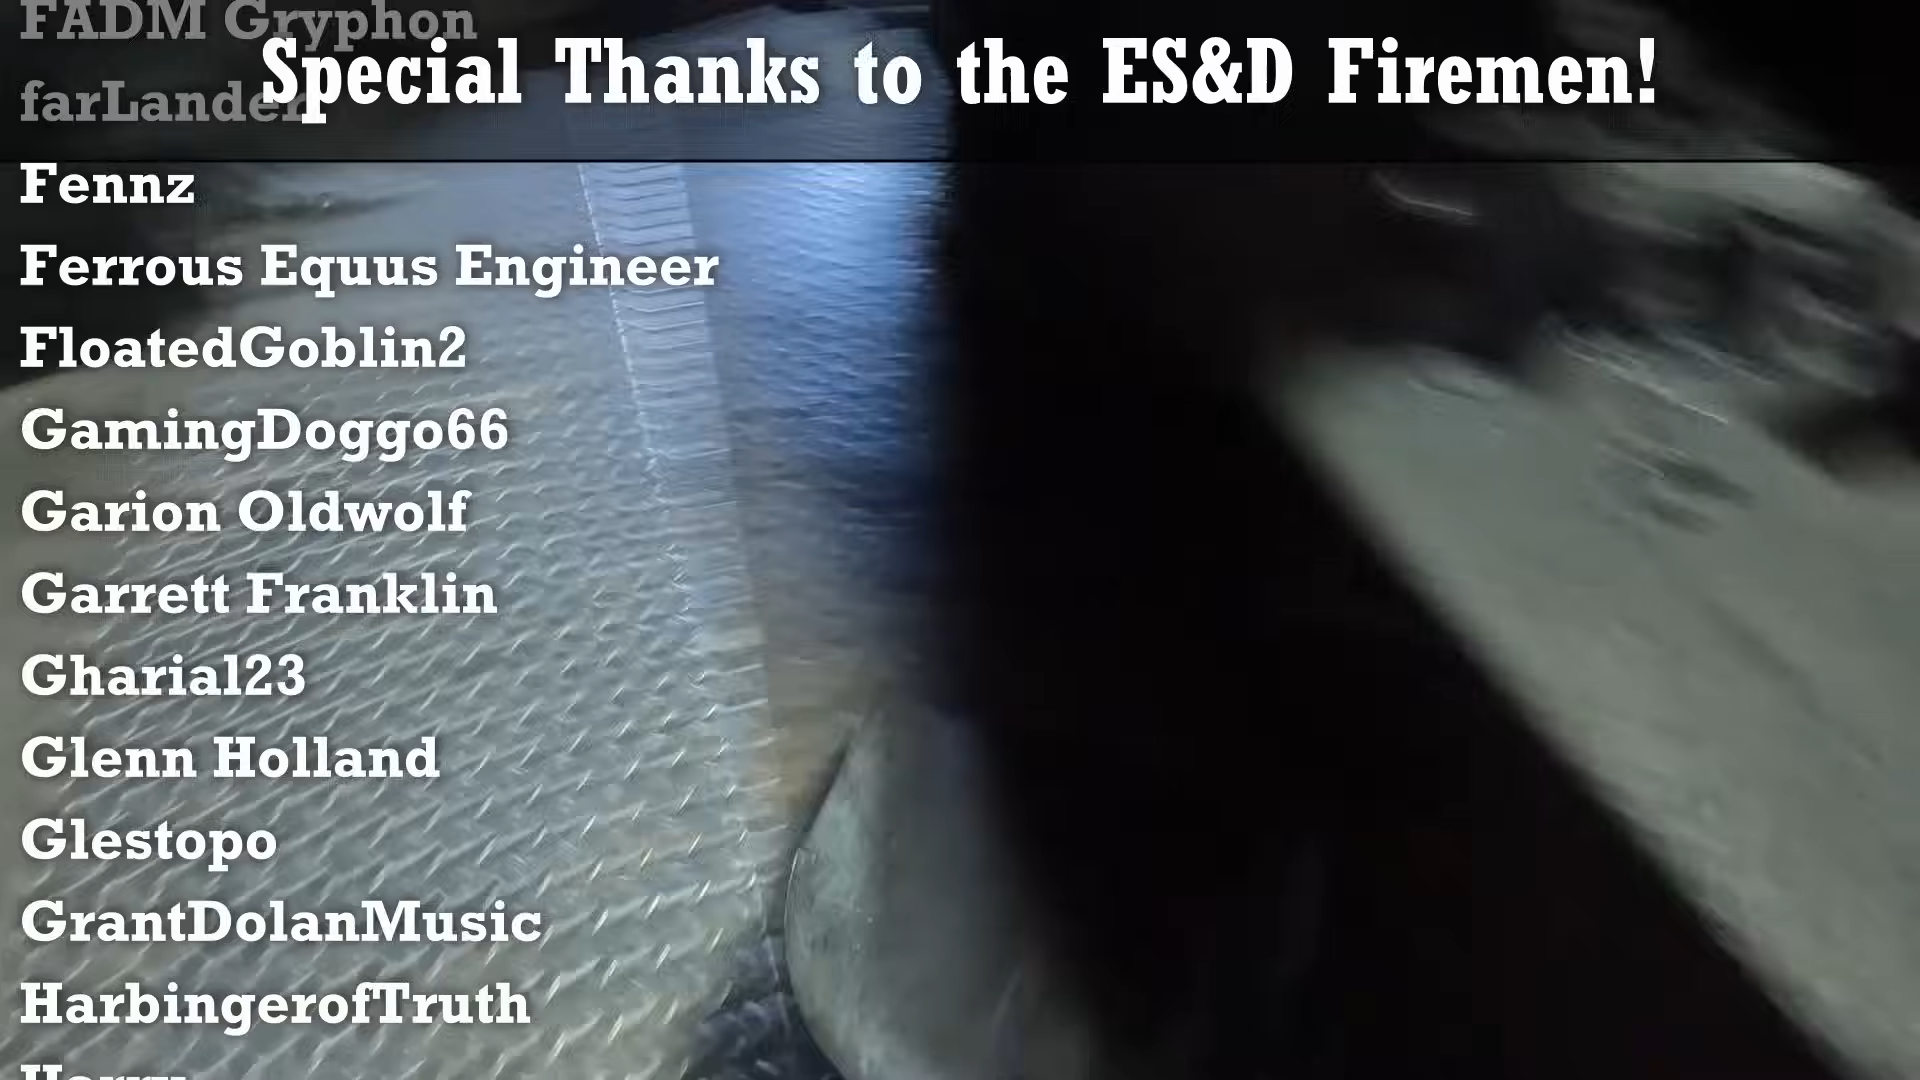 FADM Gryphon
Special Thanks to the ES&D Firemen!
farLander
Fennz
Ferrous Equus Engineer
FloatedGoblin2
GamingDoggo66
Garion Oldwolf
Garrett Franklin
Gharial23
Glenn Holland
Glestopo
GrantDolanMusic
HarbingerofTruth